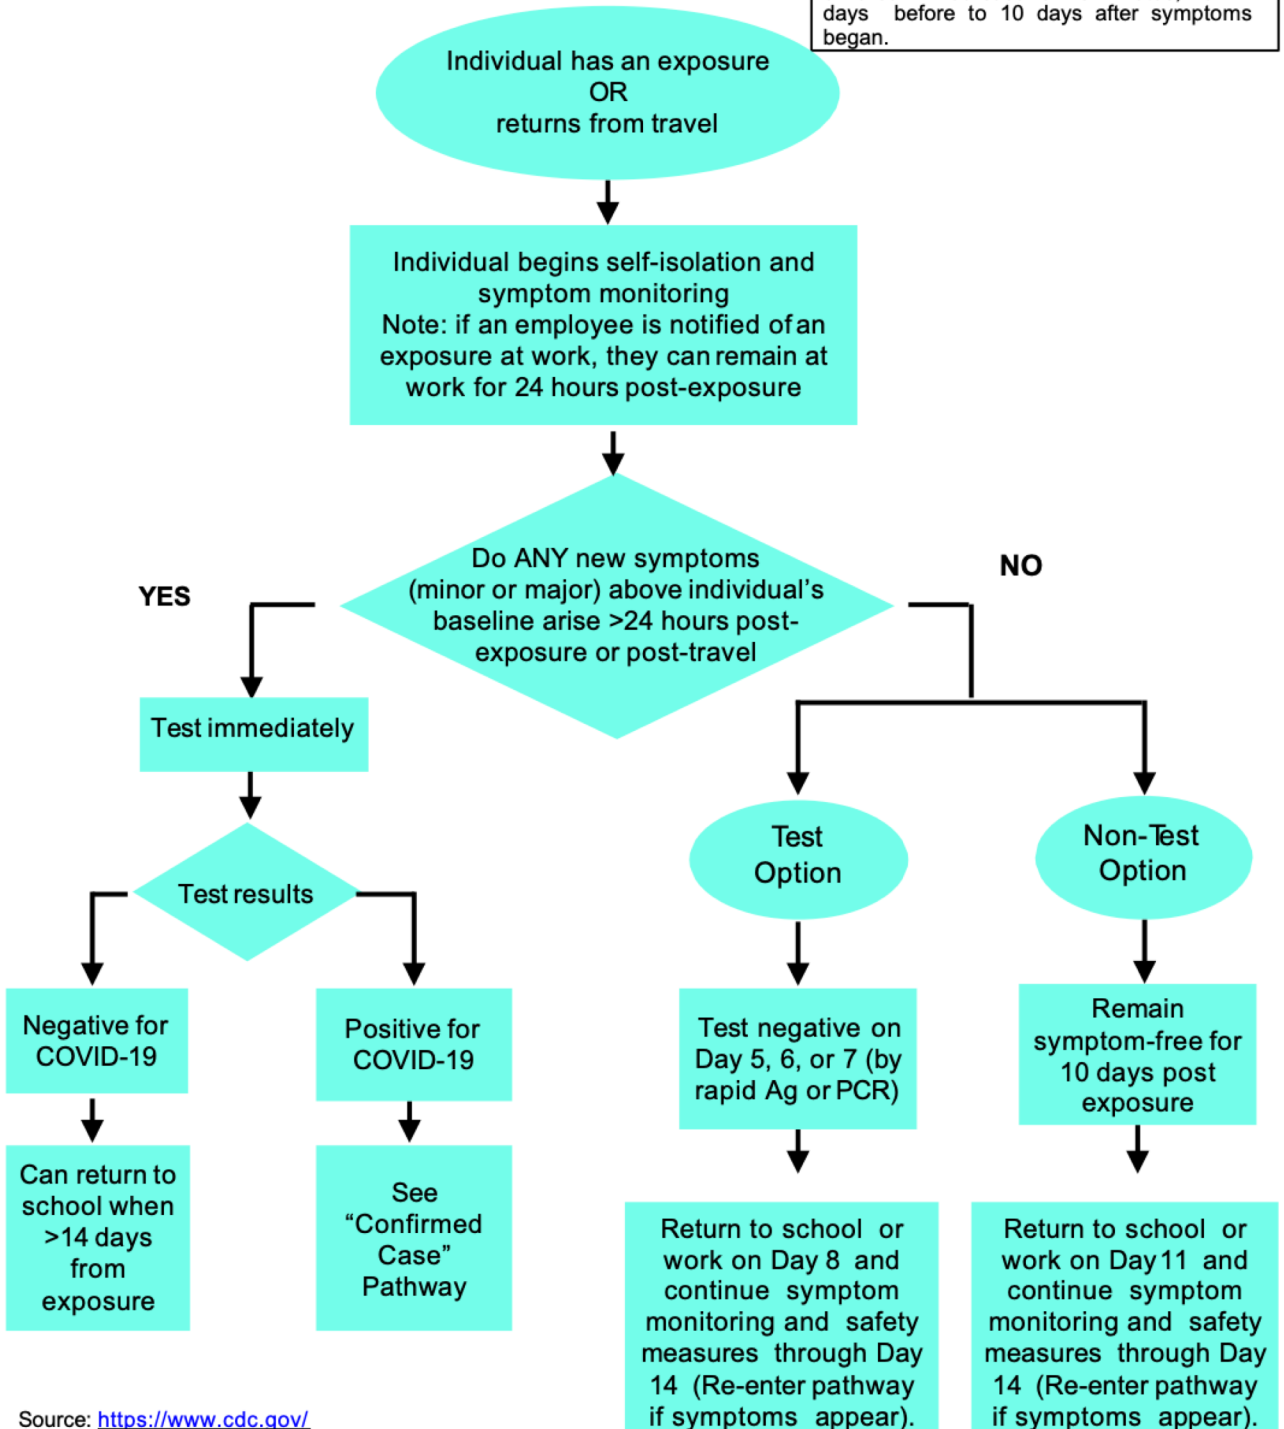 days before to 10 days after symptoms
began.
Individual has an exposure
OR
returns from travel
Individual begins self-isolation and
symptom monitoring
Note: if an employee is notified of an
exposure at work, they can remain at
work for 24 hours post-exposure
Do ANY new symptoms
(minor or major) above individual's
baseline arise >24 hours post-
exposure or post-travel
YES
NO
Test immediately
Test results
Negative for
COVID-19
Positive for
COVID-19
Can return to
school when
>14 days
from
exposure
See
“Confirmed
Case”
Pathway
Test
Option
Non-Test
Option
Test negative on
Day 5, 6, or 7 (by
rapid Ag or PCR)
Remain
symptom-free for
10 days post
exposure
Return to school or
work on Day 8 and
continue symptom
monitoring and safety
measures through Day
14 (Re-enter pathway
if symptoms appear).
Return to school or
work on Day 11 and
continue symptom
monitoring and safety
measures through Day
14 (Re-enter pathway
if symptoms appear).
Source: https://www.cdc.gov/